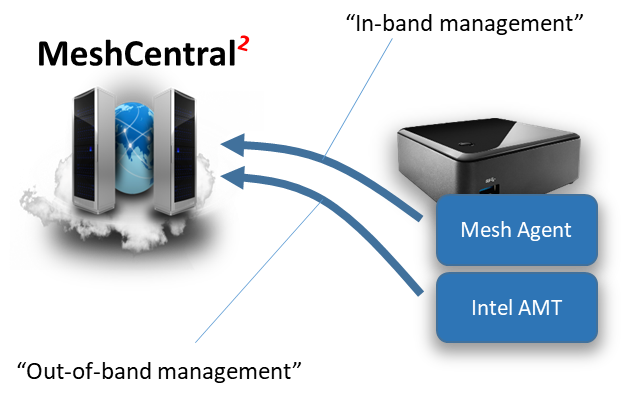 “In-band management”
MeshCentral2
Mesh Agent
Intel AMT
“Out-of-band management”